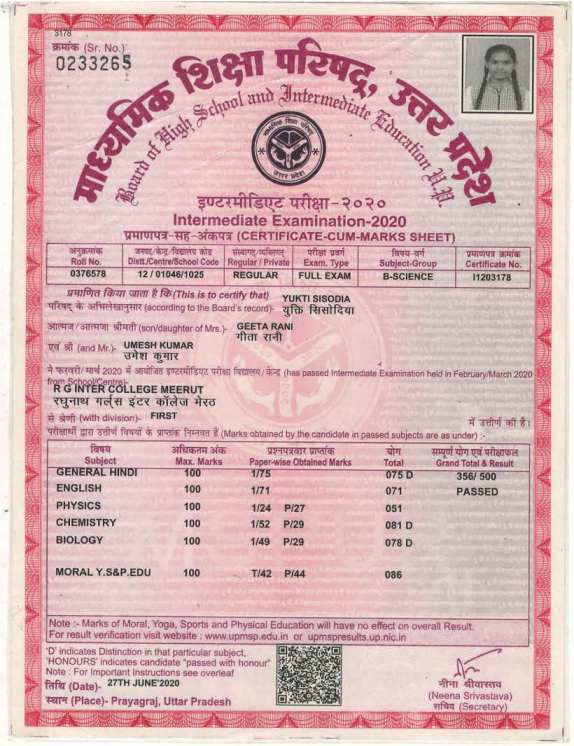 3178
क्रमांक (Sr. No.)
0233265
माध्यमिक शिक्षा परिषद्, उत्तर प्रदेश
Board of High School and Intermediate Education U.P.
इण्टरमीडिएट परीक्षा-२०२०
Intermediate Examination-2020
प्रमाणपत्र-सह-अंकपत्र (CERTIFICATE-CUM-MARKS SHEET)
अनुक्रमांक Roll No. जनपद/केन्द्र/विद्यालय कोड Distt./Centre/School Code संस्थागत/व्यक्तिगत Regular / Private परीक्षा प्रवर्ग Exam. Type विषय-वर्ग Subject-Group प्रमाणपत्र क्रमांक Certificate No.
0376578 12 / 01046/1025 REGULAR FULL EXAM B-SCIENCE I1203178
प्रमाणित किया जाता है कि (This is to certify that) YUKTI SISODIA
परिषद् के अभिलेखानुसार (according to the Board's record)- युक्ति सिसोदिया
आत्मज/आत्मजा श्रीमती (son/daughter of Mrs.)- GEETA RANI
गीता रानी
एवं श्री (and Mr.)- UMESH KUMAR
उमेश कुमार
ने फरवरी/मार्च 2020 में आयोजित इण्टरमीडिएट परीक्षा विद्यालय/केन्द्र (has passed Intermediate Examination held in February/March 2020
from School/Centre)-
R G INTER COLLEGE MEERUT
रघुनाथ गर्ल्स इंटर कॉलेज मेरठ
से श्रेणी (with division)- FIRST में उत्तीर्ण की है।
परीक्षार्थी द्वारा उत्तीर्ण विषयों के प्राप्तांक निम्नवत हैं (Marks obtained by the candidate in passed subjects are as under) :-
विषय अधिकतम अंक प्रश्नपत्रवार प्राप्तांक योग सम्पूर्ण योग एवं परीक्षाफल
Subject Max. Marks Paper-wise Obtained Marks Total Grand Total & Result
GENERAL HINDI 100 1/75 075 D 356/ 500
ENGLISH 100 1/71 071 PASSED
PHYSICS 100 1/24 P/27 051
CHEMISTRY 100 1/52 P/29 081 D
BIOLOGY 100 1/49 P/29 078 D
MORAL Y.S&P.EDU 100 T/42 P/44 086
Note :- Marks of Moral, Yoga, Sports and Physical Education will have no effect on overall Result.
For result verification visit website : www.upmsp.edu.in or upmspresults.up.nic.in
'D' indicates Distinction in that particular subject,
'HONOURS' indicates candidate "passed with honour"
Note : For Important Instructions see overleaf
तिथि (Date)- 27TH JUNE'2020
स्थान (Place)- Prayagraj, Uttar Pradesh
नीना श्रीवास्तव
(Neena Srivastava)
सचिव (Secretary)